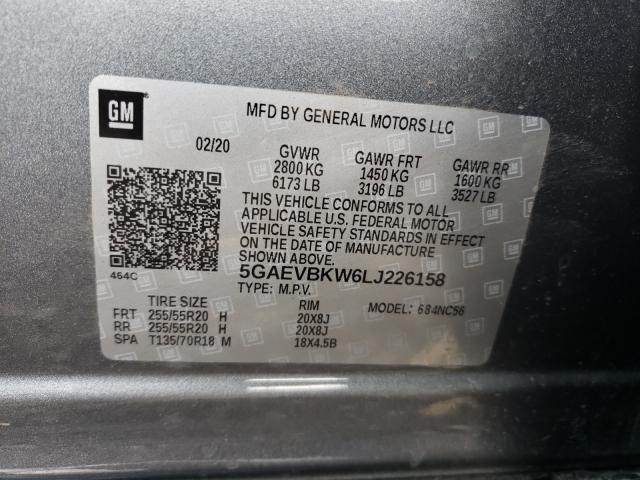 GM
MFD BY GENERAL MOTORS LLC
02/20
GVWR GAWR FRT GAWR RR
2800 KG 1450 KG 1600 KG
6173 LB 3196 LB 3527 LB
THIS VEHICLE CONFORMS TO ALL
APPLICABLE U.S. FEDERAL MOTOR
VEHICLE SAFETY STANDARDS IN EFFECT
ON THE DATE OF MANUFACTURE
SHOWN ABOVE.
464C
5GAEVBKW6LJ226158
TYPE: M.P.V. MODEL: 684NC56
TIRE SIZE RIM
FRT 255/55R20 H 20X8J
RR 255/55R20 H 20X8J
SPA T135/70R18 M 18X4.5B